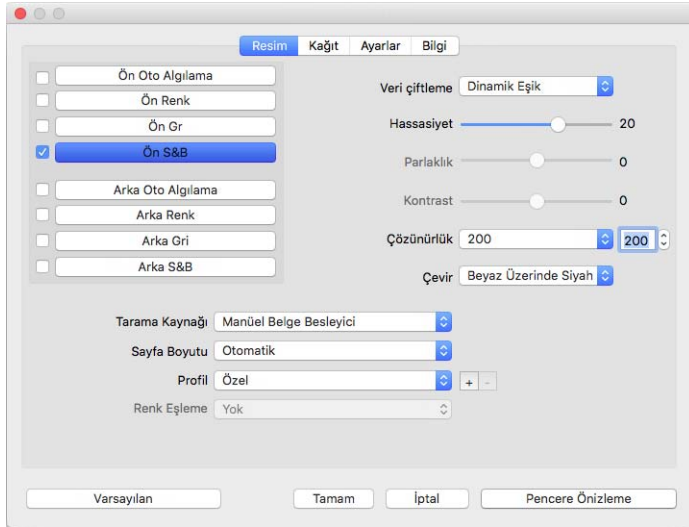 Resim Kağıt Ayarlar Bilgi
Ön Oto Algılama
Ön Renk
Ön Gr
Ön S&B
Arka Oto Algılama
Arka Renk
Arka Gri
Arka S&B
Veri çiftleme Dinamik Eşik
Hassasiyet 20
Parlaklık 0
Kontrast 0
Çözünürlük 200 200
Çevir Beyaz Üzerinde Siyah
Tarama Kaynağı Manüel Belge Besleyici
Sayfa Boyutu Otomatik
Profil Özel + -
Renk Eşleme Yok
Varsayılan Tamam İptal Pencere Önizleme